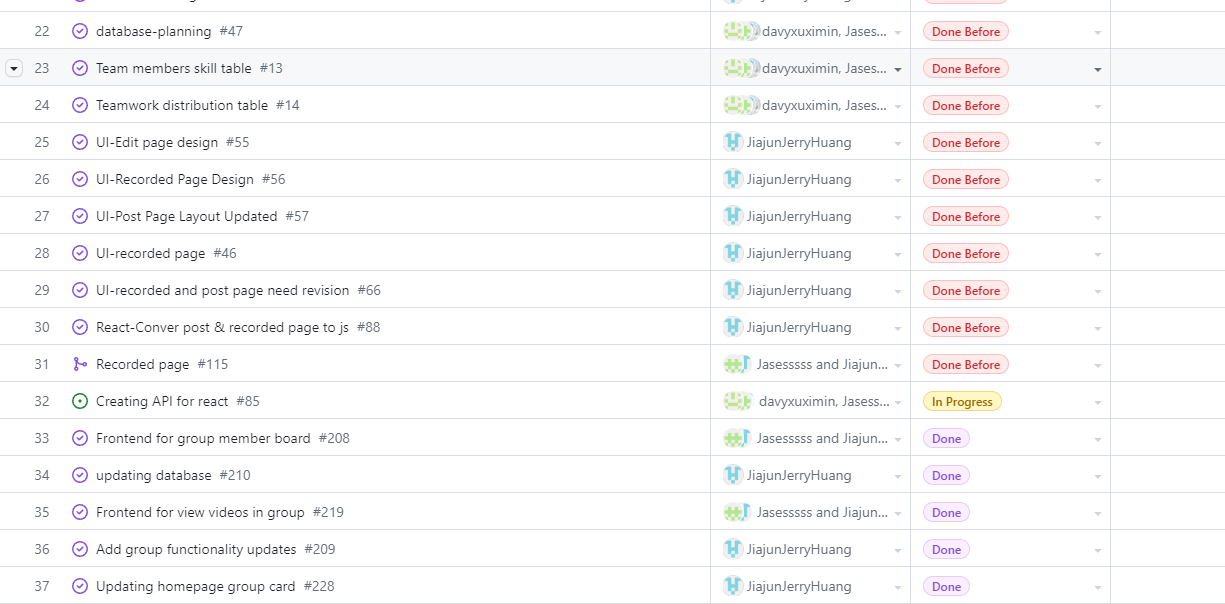 22 database-planning #47 davyxuximin, Jases... Done Before
23 Team members skill table #13 davyxuximin, Jases... Done Before
24 Teamwork distribution table #14 davyxuximin, Jases... Done Before
25 UI-Edit page design #55 JiajunJerryHuang Done Before
26 UI-Recorded Page Design #56 JiajunJerryHuang Done Before
27 UI-Post Page Layout Updated #57 JiajunJerryHuang Done Before
28 UI-recorded page #46 JiajunJerryHuang Done Before
29 UI-recorded and post page need revision #66 JiajunJerryHuang Done Before
30 React-Conver post & recorded page to js #88 JiajunJerryHuang Done Before
31 Recorded page #115 Jasesssss and Jiajun... Done Before
32 Creating API for react #85 davyxuximin, Jasess... In Progress
33 Frontend for group member board #208 Jasesssss and Jiajun... Done
34 updating database #210 JiajunJerryHuang Done
35 Frontend for view videos in group #219 Jasesssss and Jiajun... Done
36 Add group functionality updates #209 JiajunJerryHuang Done
37 Updating homepage group card #228 JiajunJerryHuang Done